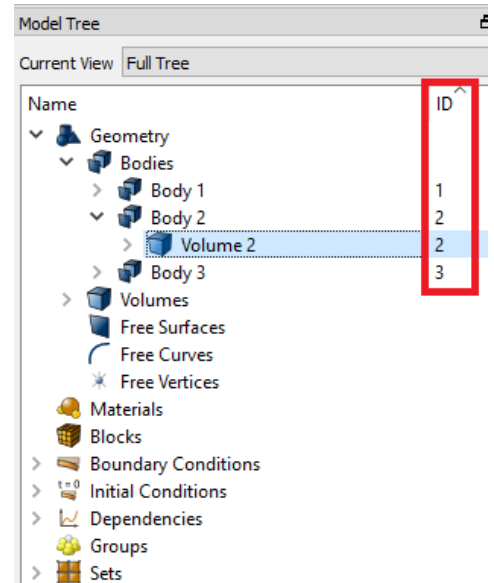 Model Tree
Current View Full Tree
Name ID
Geometry
Bodies
Body 1 1
Body 2 2
Volume 2 2
Body 3 3
Volumes
Free Surfaces
Free Curves
Free Vertices
Materials
Blocks
Boundary Conditions
t=0 Initial Conditions
Dependencies
Groups
Sets